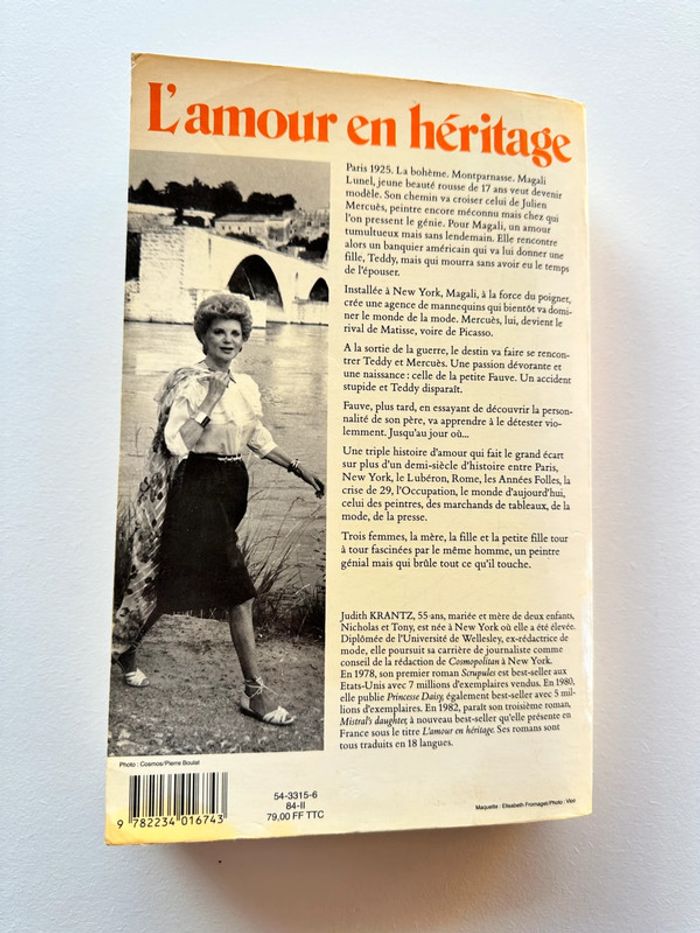 L'amour en héritage
Paris 1925. La bohème. Montparnasse. Magali
Lunel, jeune beauté rousse de 17 ans veut devenir
modèle. Son chemin va croiser celui de Julien
Mercuès, peintre encore méconnu mais chez qui
l'on pressent le génie. Pour Magali, un amour
tumultueux mais sans lendemain. Elle rencontre
alors un banquier américain qui va lui donner une
fille, Teddy, mais qui mourra sans avoir eu le temps
de l'épouser.
Installée à New York, Magali, à la force du poignet,
crée une agence de mannequins qui bientôt va domi-
ner le monde de la mode. Mercuès, lui, devient le
rival de Matisse, voire de Picasso.
A la sortie de la guerre, le destin va faire se rencon-
trer Teddy et Mercuès. Une passion dévorante et
une naissance : celle de la petite Fauve. Un accident
stupide et Teddy disparaît.
Fauve, plus tard, en essayant de découvrir la person-
nalité de son père, va apprendre à le détester vio-
lemment. Jusqu'au jour où...
Une triple histoire d'amour qui fait le grand écart
sur plus d'un demi-siècle d'histoire entre Paris,
New York, le Lubéron, Rome, les Années Folles, la
crise de 29, l'Occupation, le monde d'aujourd'hui,
celui des peintres, des marchands de tableaux, de la
mode, de la presse.
Trois femmes, la mère, la fille et la petite fille tour
à tour fascinées par le même homme, un peintre
génial mais qui brûle tout ce qu'il touche.
Judith KRANTZ, 55 ans, mariée et mère de deux enfants,
Nicholas et Tony, est née à New York où elle a été élevée.
Diplômée de l'Université de Wellesley, ex-rédactrice de
mode, elle poursuit sa carrière de journaliste comme
conseil de la rédaction de Cosmopolitan à New York.
En 1978, son premier roman Scrupules est best-seller aux
Etats-Unis avec 7 millions d'exemplaires vendus. En 1980,
elle publie Princesse Daisy, également best-seller avec 5 mil-
lions d'exemplaires. En 1982, paraît son troisième roman,
Mistral's daughter, à nouveau best-seller qu'elle présente en
France sous le titre L'amour en héritage. Ses romans sont
tous traduits en 18 langues.
Photo : Cosmos/Pierre Boulat
54-3315-6
84-II
79,00 FF TTC
9 782234 016743
Maquette : Elisabeth Fromaget/Photo : Vloo